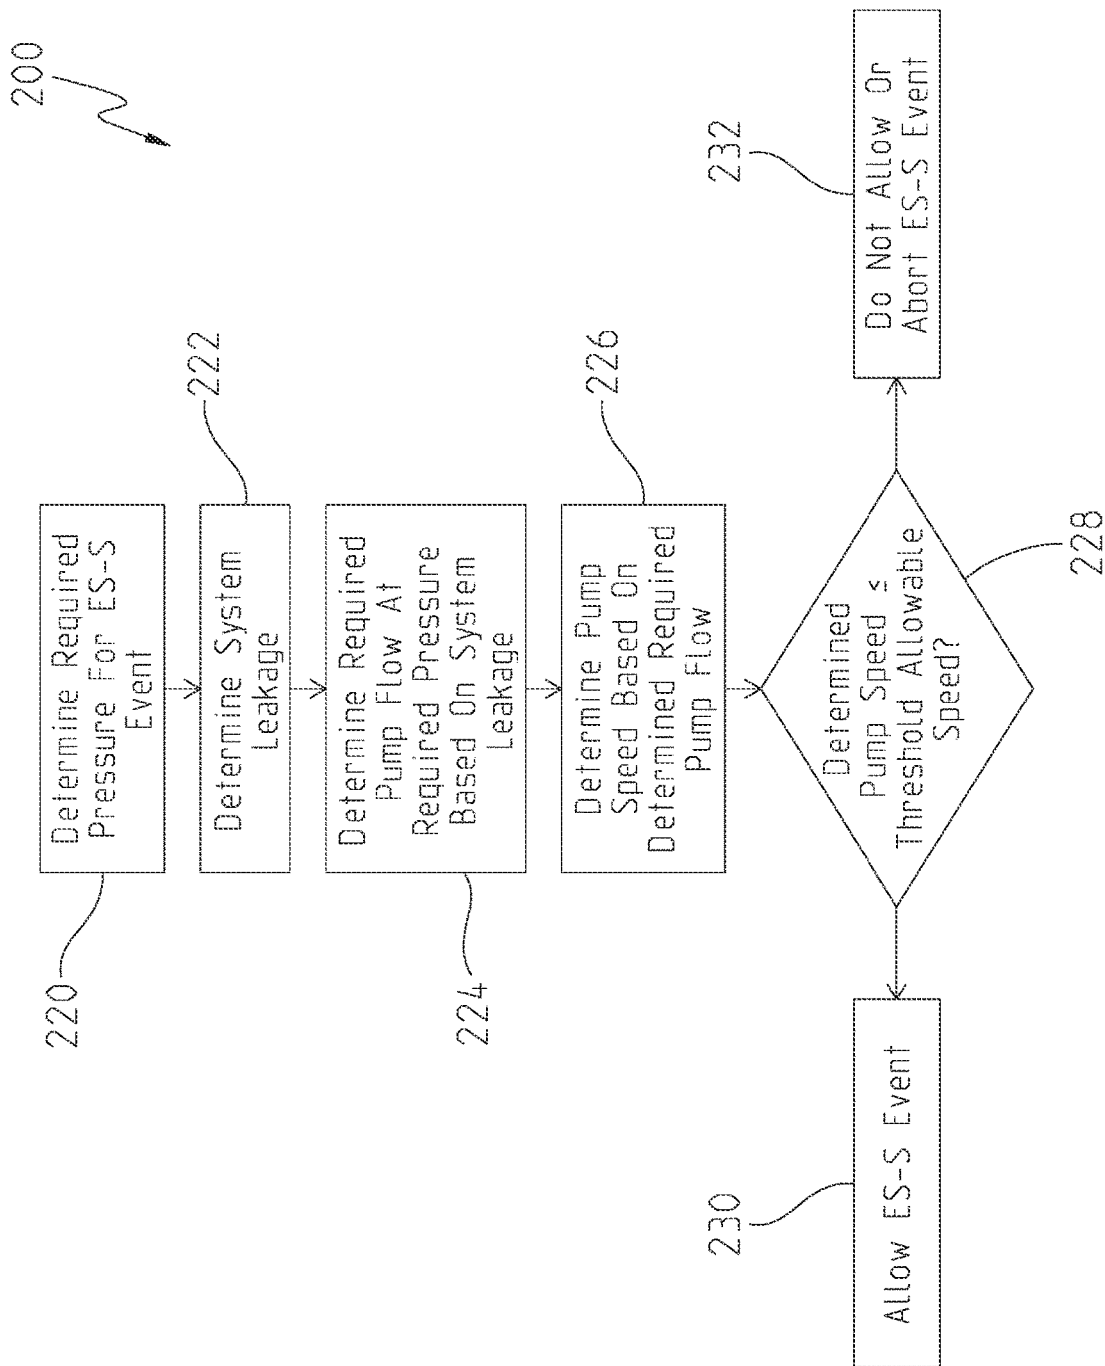 200
Determine Required
Pressure For ES-S
Event
220
Determine System
Leakage
222
Determine Required
Pump Flow At
Required Pressure
Based On System
Leakage
224
Determine Pump
Speed Based On
Determined Required
Pump Flow
226
Determined
Pump Speed ≤
Threshold Allowable
Speed?
228
230
Allow ES-S Event
232
Do Not Allow Or
Abort ES-S Event